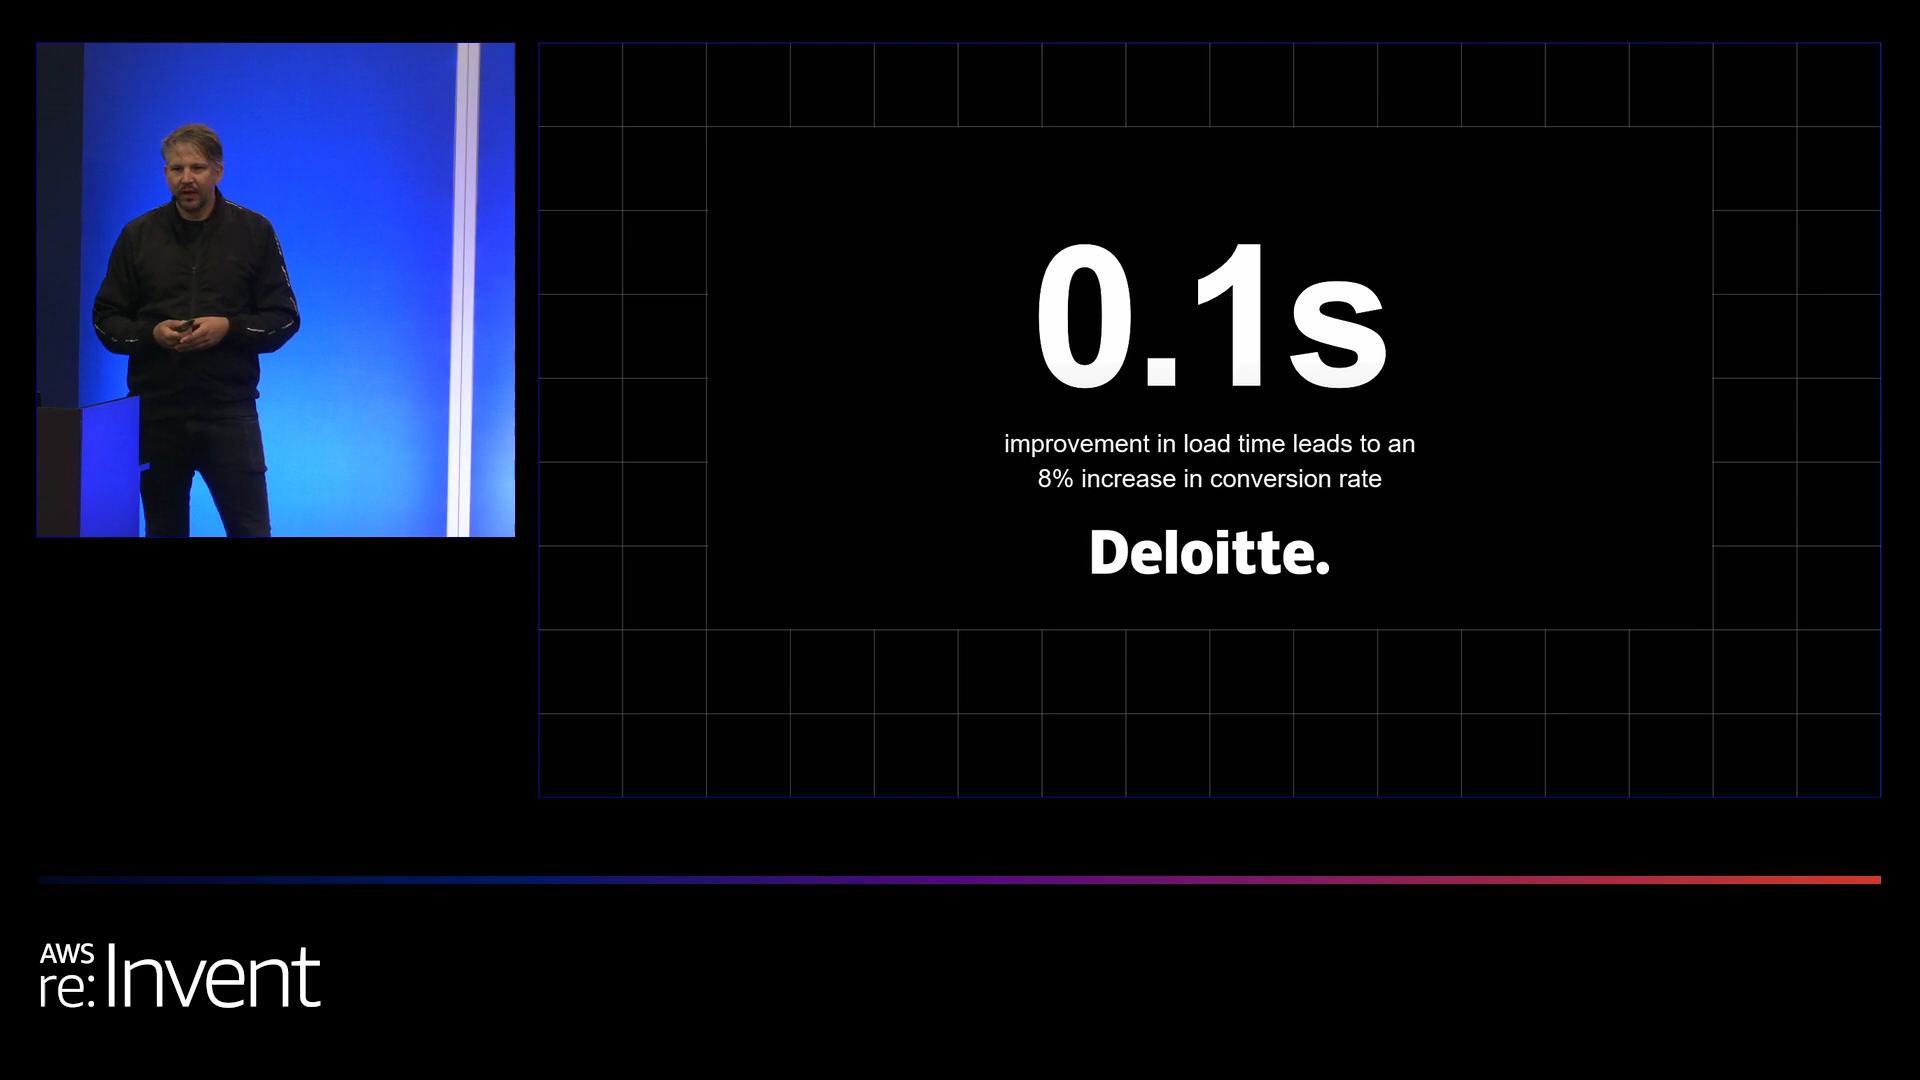 0.1s
improvement in load time leads to an
8% increase in conversion rate
Deloitte.
AWS
re:Invent